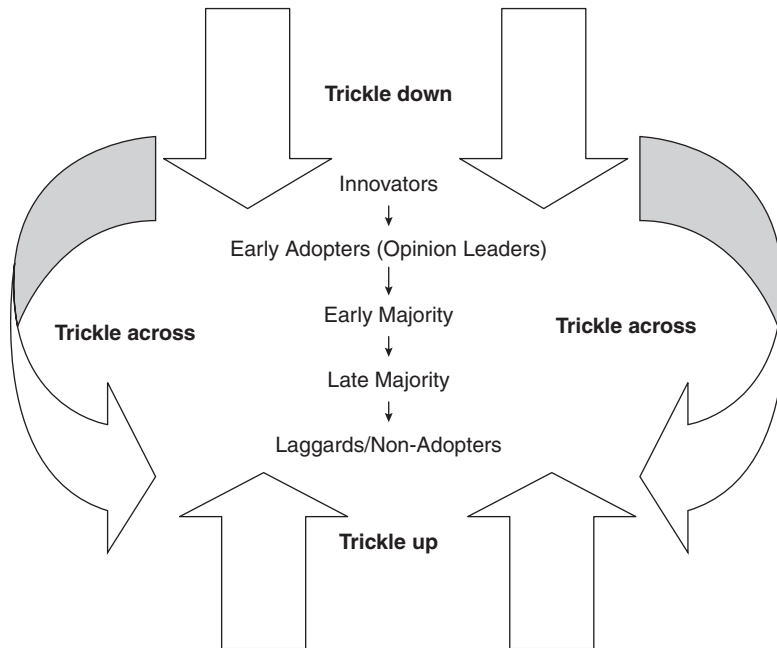 Trickle down
Innovators
Early Adopters (Opinion Leaders)
Early Majority
Trickle across
Trickle across
Late Majority
Laggards/Non-Adopters
Trickle up